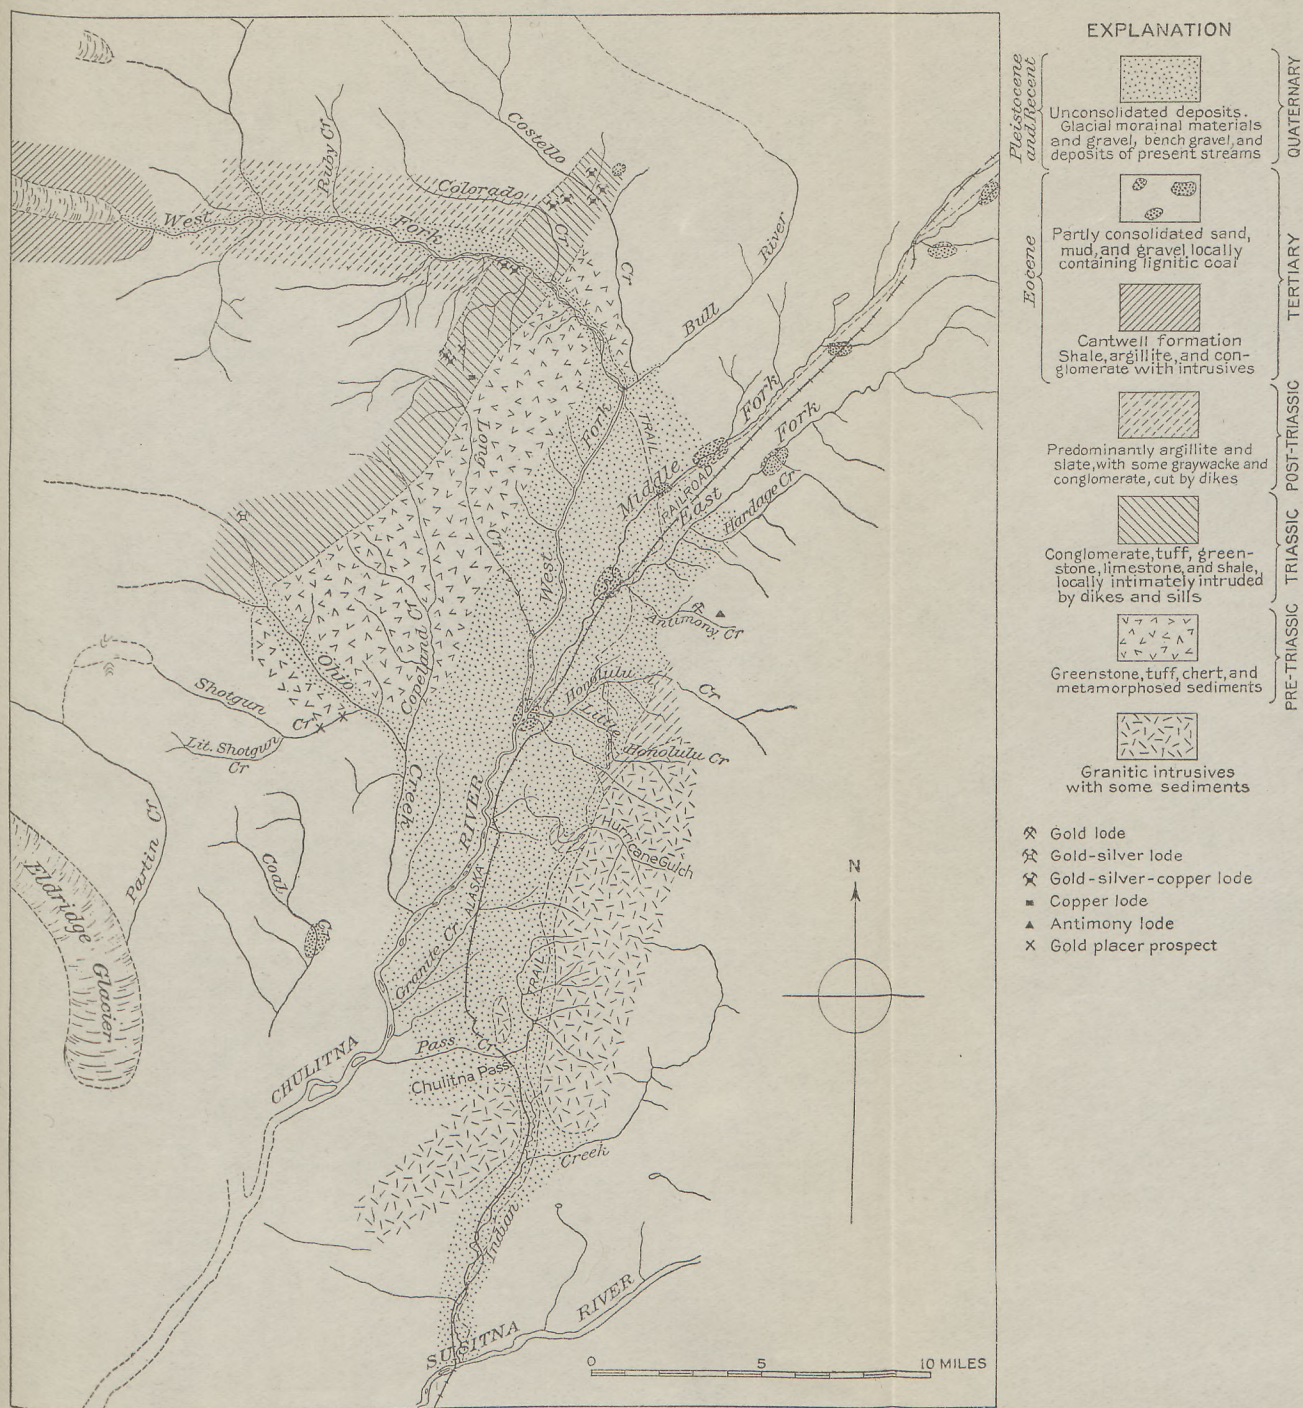 EXPLANATION
Pleistocene
and Recent
Unconsolidated deposits.
Glacial morainal materials
and gravel, bench gravel, and
deposits of present streams
QUATERNARY
Eocene
Partly consolidated sand,
mud, and gravel locally
containing lignitic coal
Cantwell formation
Shale, argillite, and con-
glomerate with intrusives
TERTIARY
Predominantly argillite and
slate, with some graywacke and
conglomerate, cut by dikes
POST-TRIASSIC
Conglomerate, tuff, green-
stone, limestone, and shale,
locally intimately intruded
by dikes and sills
TRIASSIC
Greenstone, tuff, chert, and
metamorphosed sediments
PRE-TRIASSIC
Granitic intrusives
with some sediments
Gold lode
Gold-silver lode
Gold-silver-copper lode
Copper lode
Antimony lode
Gold placer prospect
Costello
Cr
Ruby Cr
Colorado
Cr
West
Fork
Bull
River
Long
Cr
West
Fork
TRAIL
Middle
Fork
RAILROAD
East
Fork
Hardage Cr
Antimony Cr
Copeland
Cr
Ohio
Creek
Shotgun
Cr
Lit. Shotgun
Cr
Honolulu
Cr
Little
Honolulu Cr
Hurricane Gulch
Partin Cr
Eldridge
Glacier
Coal
Cr
CHULITNA
RIVER
ALASKA
Granite Cr
TRAIL
Pass Cr
Chulitna Pass
Indian
Creek
SUSITNA
RIVER
N
0 5 10 MILES